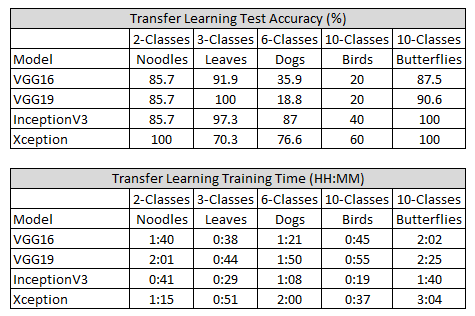 Transfer Learning Test Accuracy (%)
2-Classes 3-Classes 6-Classes 10-Classes 10-Classes
Model Noodles Leaves Dogs Birds Butterflies
VGG16 85.7 91.9 35.9 20 87.5
VGG19 85.7 100 18.8 20 90.6
InceptionV3 85.7 97.3 87 40 100
Xception 100 70.3 76.6 60 100
Transfer Learning Training Time (HH:MM)
2-Classes 3-Classes 6-Classes 10-Classes 10-Classes
Model Noodles Leaves Dogs Birds Butterflies
VGG16 1:40 0:38 1:21 0:45 2:02
VGG19 2:01 0:44 1:50 0:55 2:25
InceptionV3 0:41 0:29 1:08 0:19 1:40
Xception 1:15 0:51 2:00 0:37 3:04